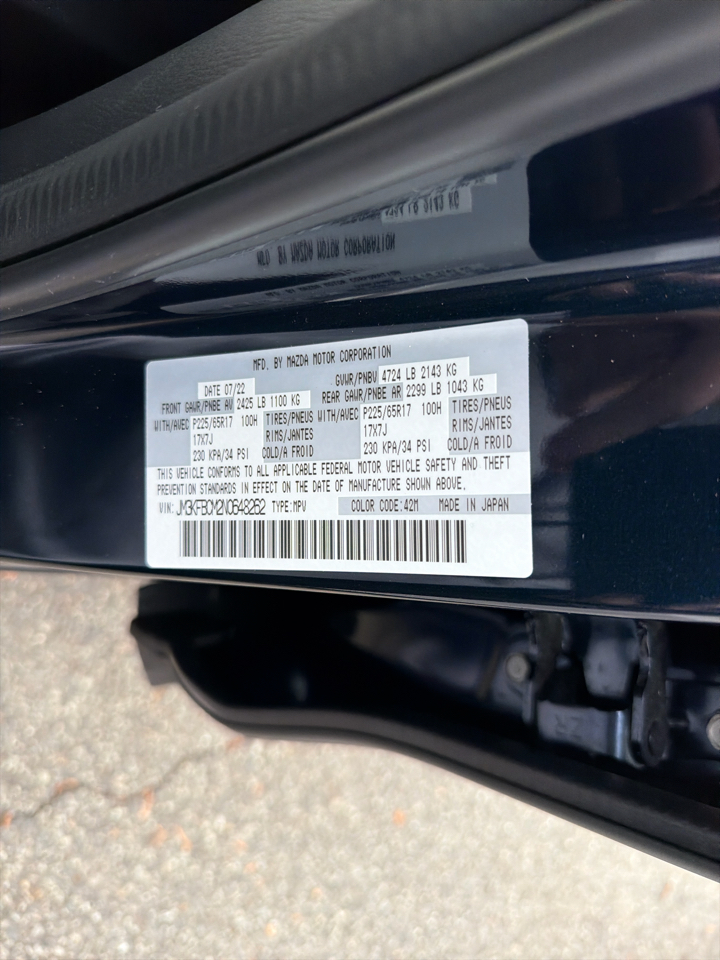 MFD. BY MAZDA MOTOR CORPORATION
DATE 07/22 GVWR/PNBV 4724 LB 2143 KG
FRONT GAWR/PNBE AV 2425 LB 1100 KG REAR GAWR/PNBE AR 2299 LB 1043 KG
WITH/AVEC P225/65R17 100H TIRES/PNEUS WITH/AVEC P225/65R17 100H TIRES/PNEUS
17X7J RIMS/JANTES 17X7J RIMS/JANTES
230 KPA/34 PSI COLD/A FROID 230 KPA/34 PSI COLD/A FROID
THIS VEHICLE CONFORMS TO ALL APPLICABLE FEDERAL MOTOR VEHICLE SAFETY AND THEFT
PREVENTION STANDARDS IN EFFECT ON THE DATE OF MANUFACTURE SHOWN ABOVE.
VIN: JM3KFBCM2N0648262 TYPE:MPV COLOR CODE:42M MADE IN JAPAN